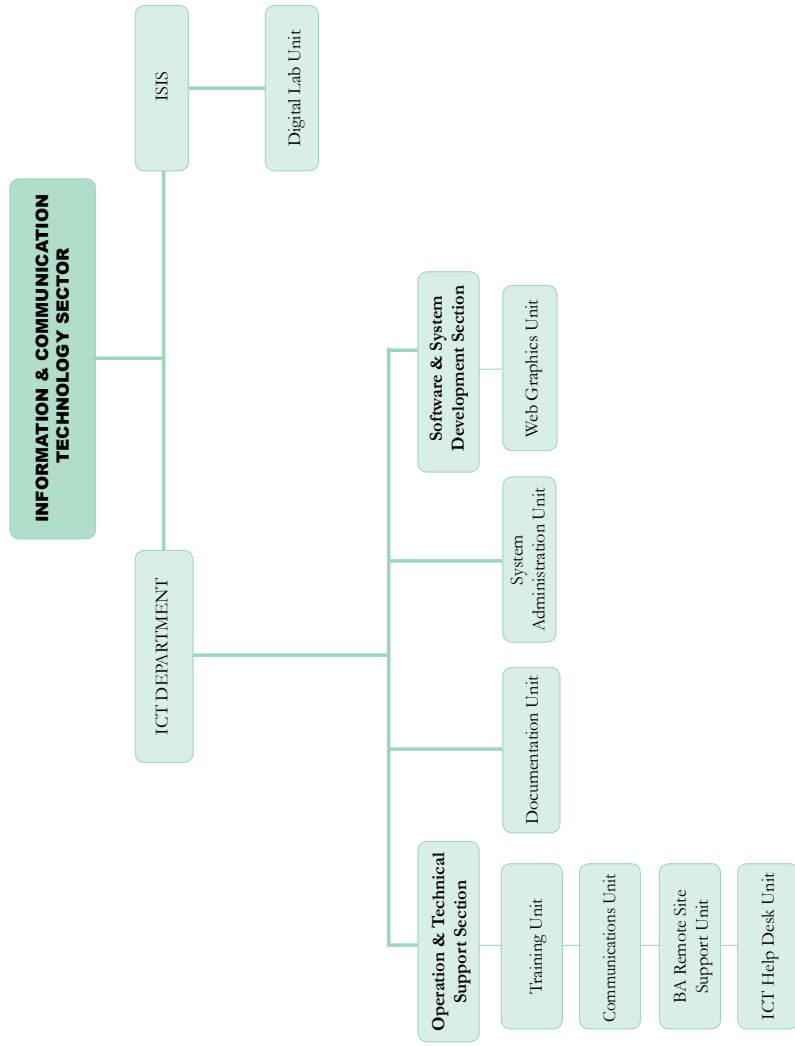 INFORMATION & COMMUNICATION
TECHNOLOGY SECTOR
ICT DEPARTMENT
ISIS
Digital Lab Unit
Operation & Technical
Support Section
Training Unit
Communications Unit
BA Remote Site
Support Unit
ICT Help Desk Unit
Documentation Unit
System
Administration Unit
Software & System
Development Section
Web Graphics Unit